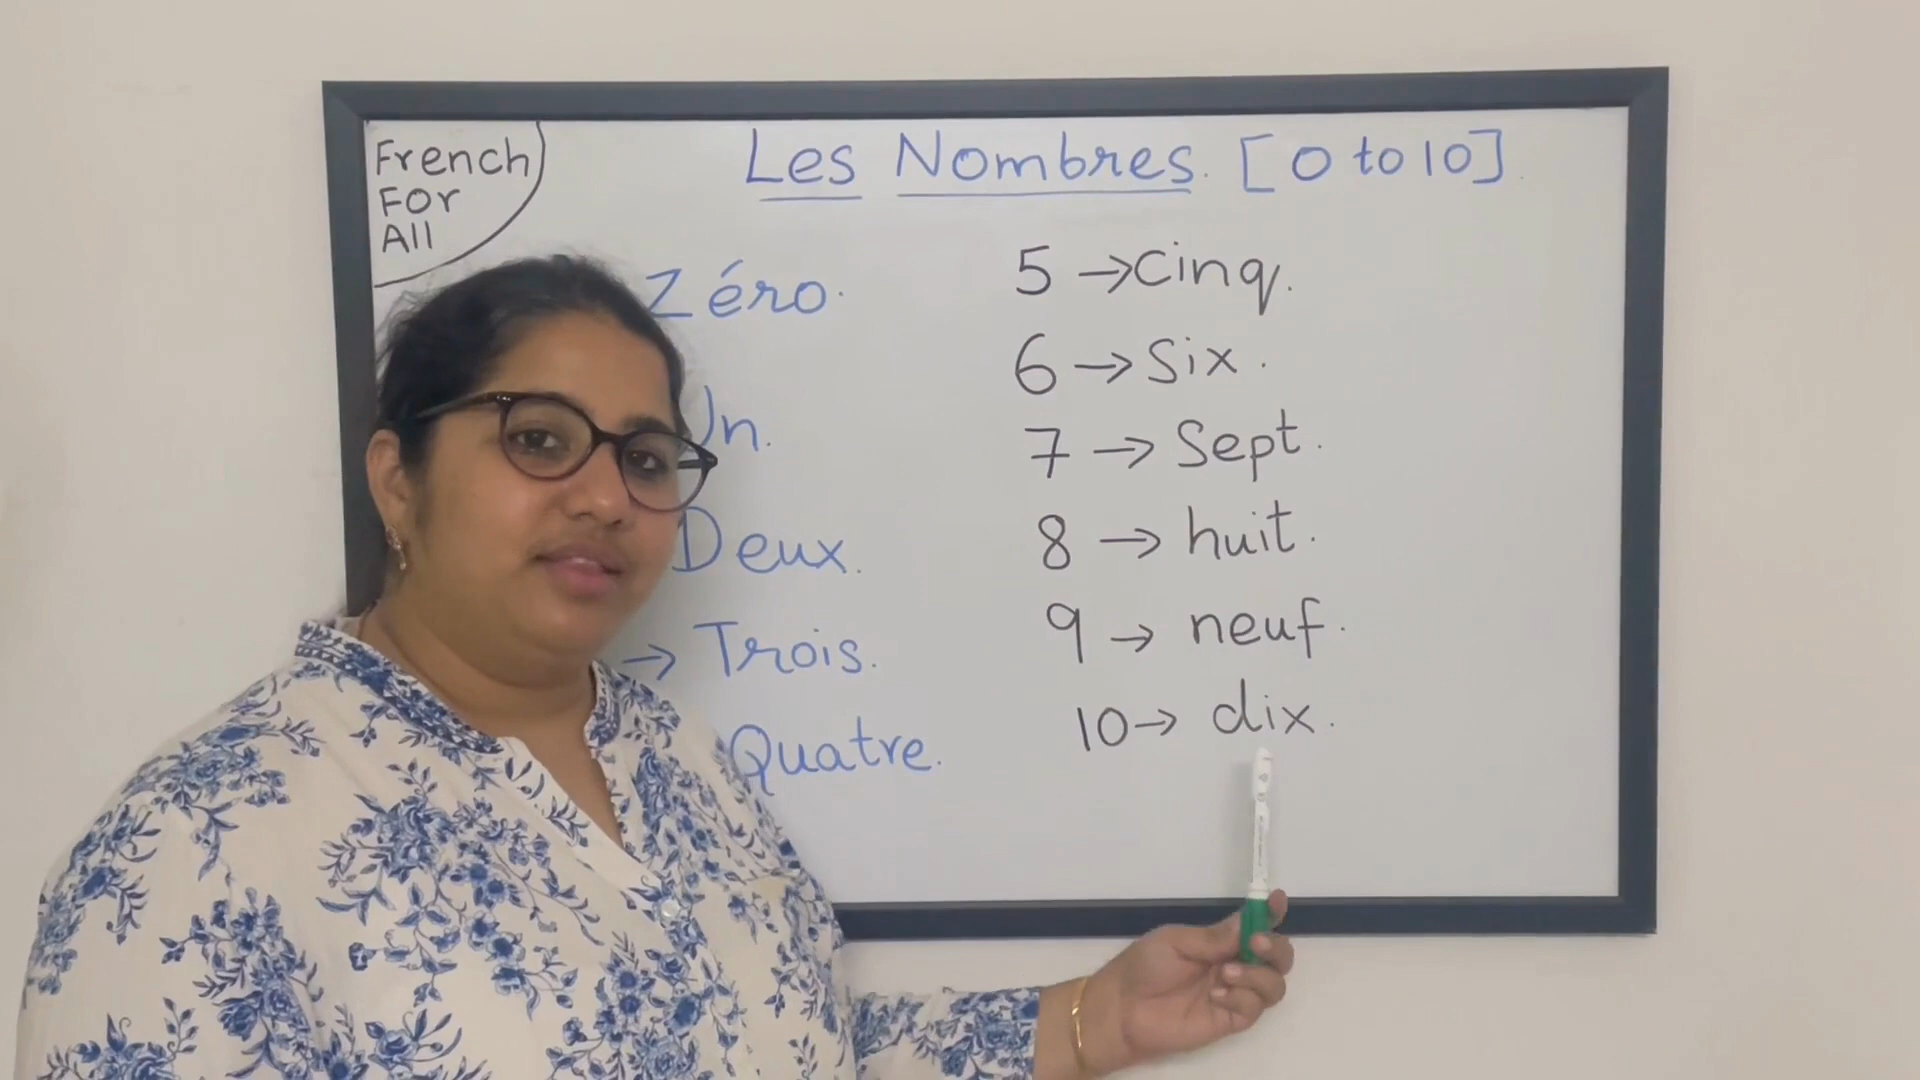 French
For
All
Les Nombres. [0 to 10]
Zéro.
Un.
Deux.
→ Trois.
Quatre.
5 → Cinq.
6 → Six.
7 → Sept.
8 → huit.
9 → neuf.
10 → dix.